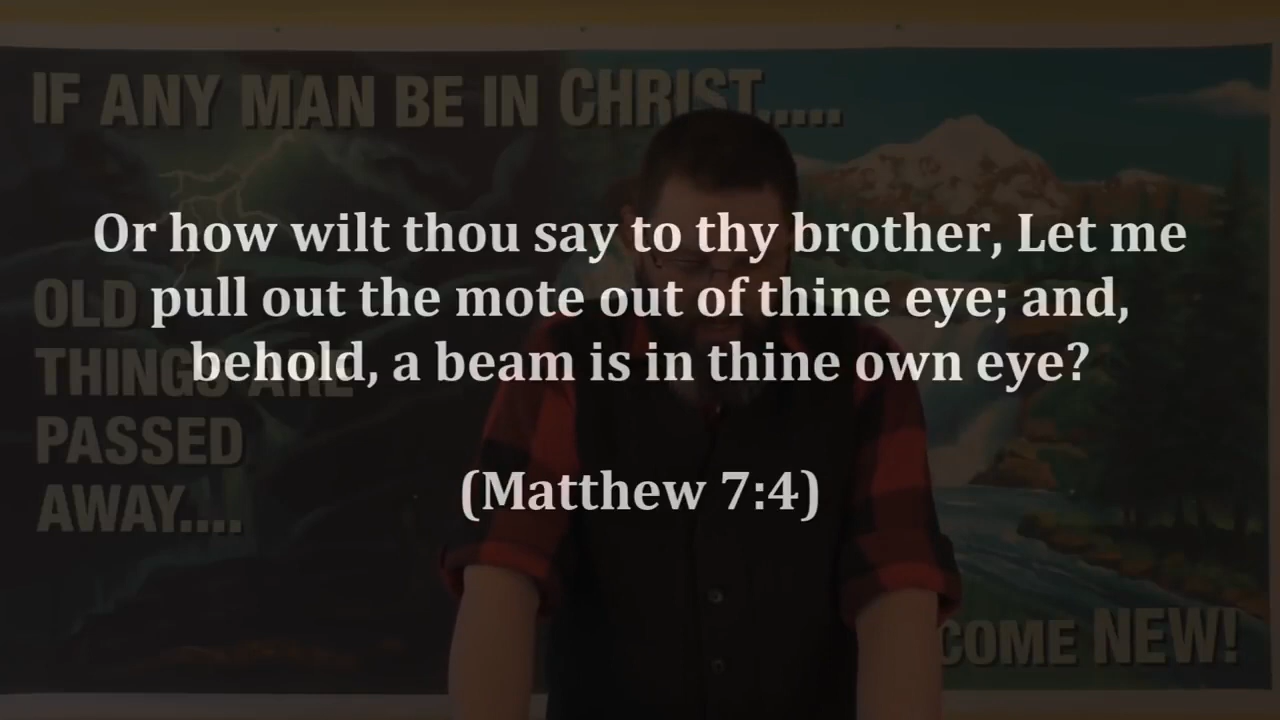 IF ANY MAN BE IN CHRIST.....
Or how wilt thou say to thy brother, Let me
pull out the mote out of thine eye; and,
behold, a beam is in thine own eye?
(Matthew 7:4)
OLD
THINGS ARE
PASSED
AWAY....
COME NEW!